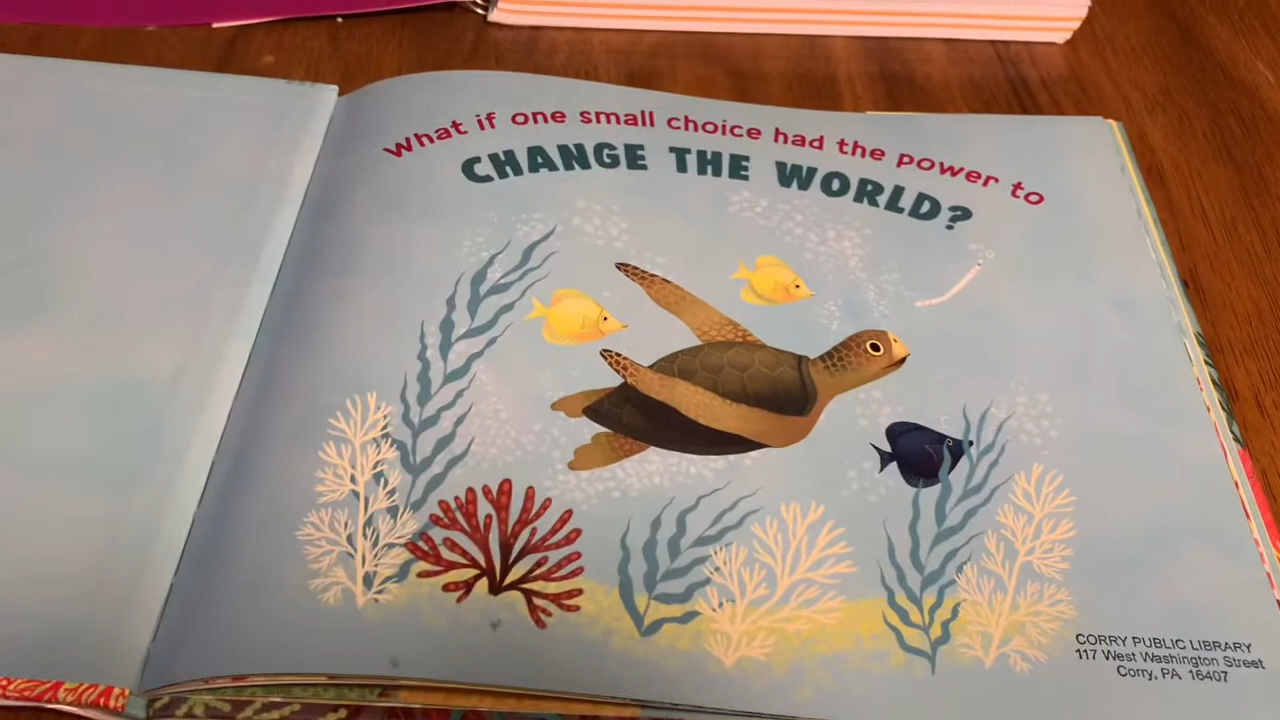 What if one small choice had the power to
CHANGE THE WORLD?
CORRY PUBLIC LIBRARY
117 West Washington Street
Corry, PA 16407